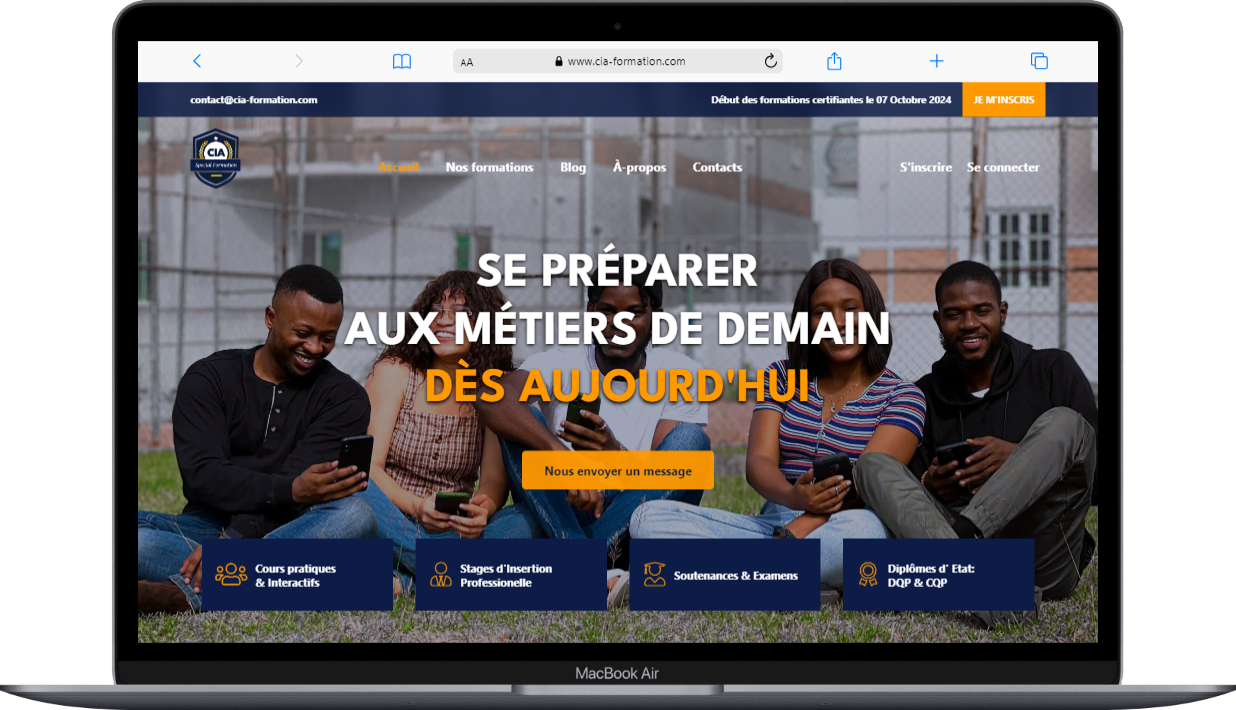 AA
www.cia-formation.com
contact@cia-formation.com
Début des formations certifiantes le 07 Octobre 2024
JE M'INSCRIS
CIA
Special Formation
Accueil
Nos formations
Blog
À-propos
Contacts
S'inscrire
Se connecter
SE PRÉPARER
AUX MÉTIERS DE DEMAIN
DÈS AUJOURD'HUI
Nous envoyer un message
Cours pratiques
& Interactifs
Stages d'Insertion
Professionelle
Soutenances & Examens
Diplômes d' Etat:
DQP & CQP
MacBook Air